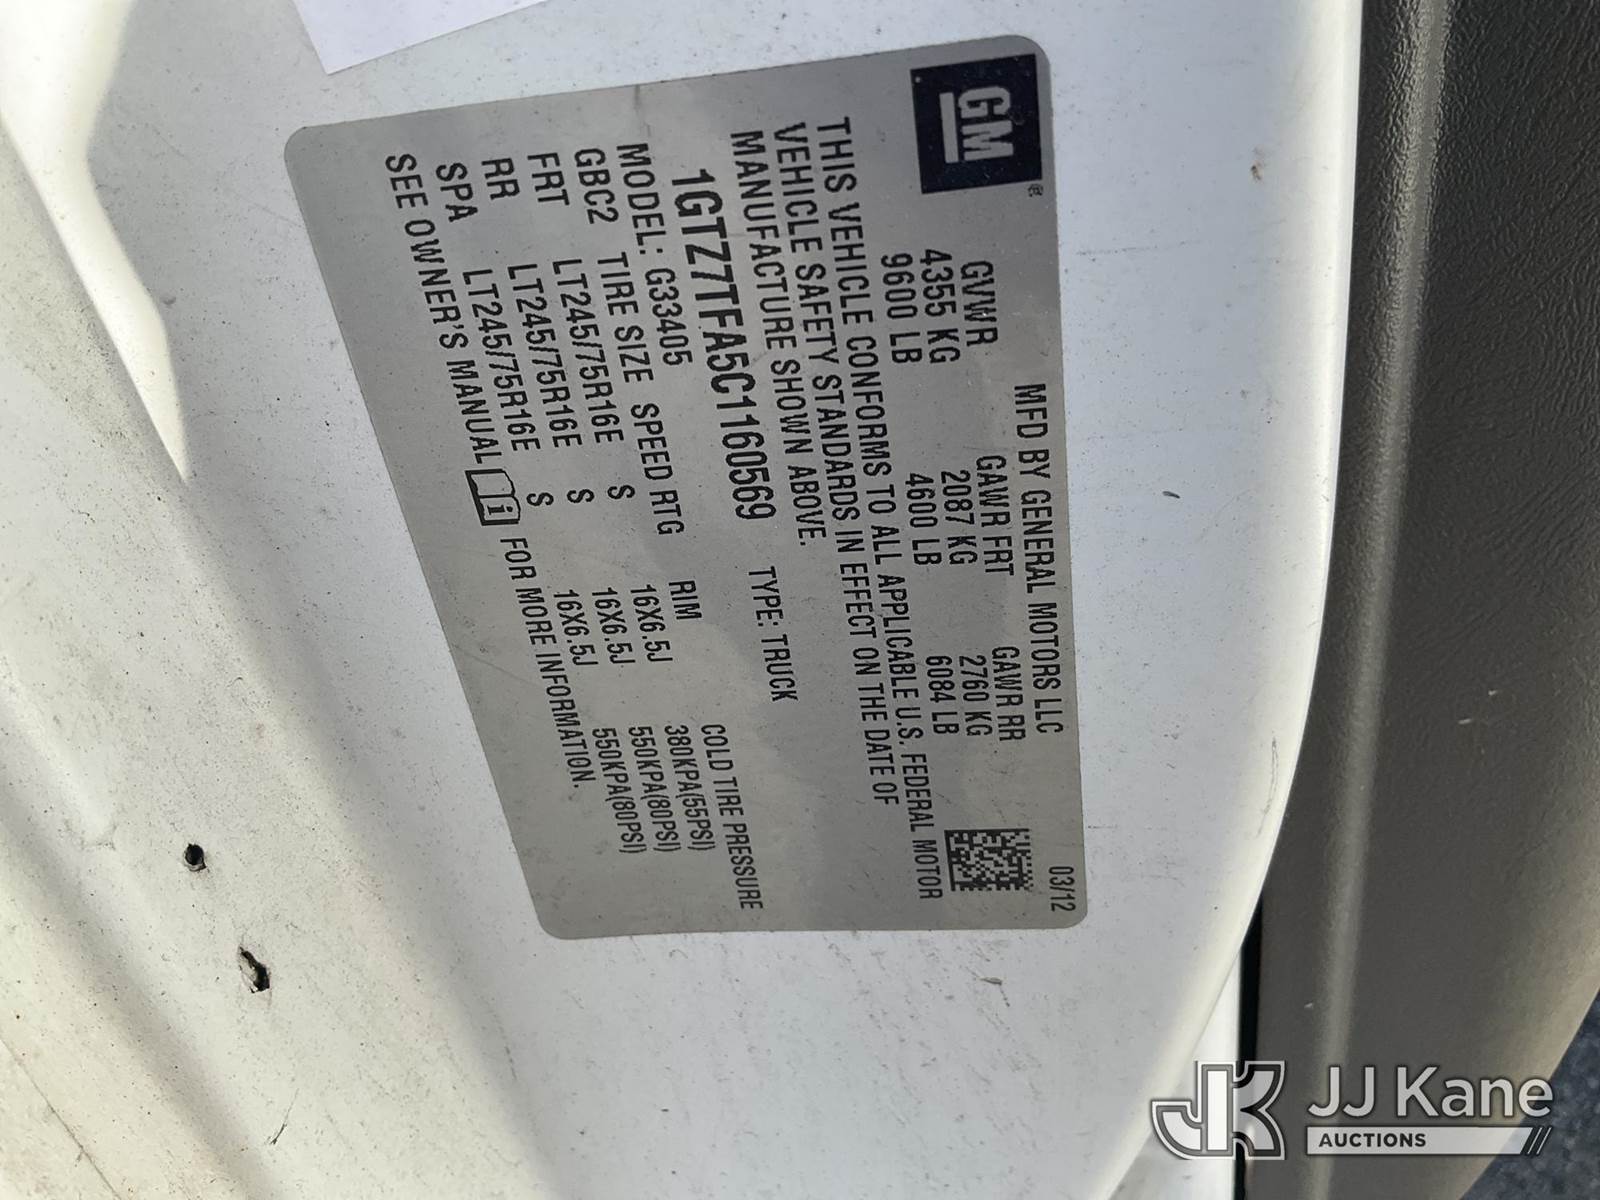 GM®
MFD BY GENERAL MOTORS LLC 03/12
GVWR GAWR FRT GAWR RR
4355 KG 2087 KG 2760 KG
9600 LB 4600 LB 6084 LB
THIS VEHICLE CONFORMS TO ALL APPLICABLE U.S. FEDERAL MOTOR
VEHICLE SAFETY STANDARDS IN EFFECT ON THE DATE OF
MANUFACTURE SHOWN ABOVE.
1GTZ7TFA5C1160569 TYPE: TRUCK
MODEL: G33405
GBC2 TIRE SIZE SPEED RTG RIM COLD TIRE PRESSURE
FRT LT245/75R16E S 16X6.5J 380KPA(55PSI)
RR LT245/75R16E S 16X6.5J 550KPA(80PSI)
SPA LT245/75R16E S 16X6.5J 550KPA(80PSI)
SEE OWNER'S MANUAL i FOR MORE INFORMATION.
JK JJ Kane
AUCTIONS